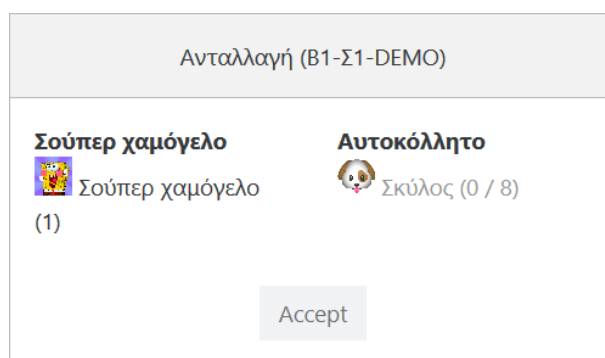 Ανταλλαγή (Β1-Σ1-DEMO)
Σούπερ χαμόγελο
Αυτοκόλλητο
Σούπερ χαμόγελο
(1)
Σκύλος (0 / 8)
Accept